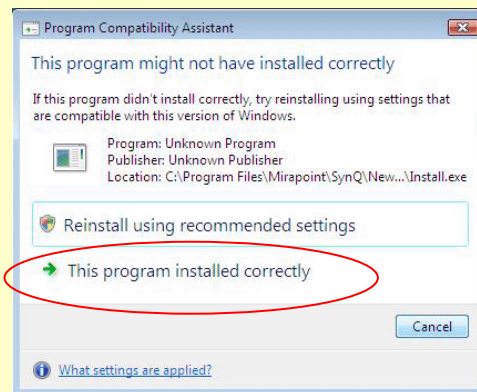 Program Compatibility Assistant
This program might not have installed correctly
If this program didn't install correctly, try reinstalling using settings that
are compatible with this version of Windows.
Program: Unknown Program
Publisher: Unknown Publisher
Location: C:\Program Files\Mirapoint\SynQ\New...\Install.exe
Reinstall using recommended settings
This program installed correctly
Cancel
What settings are applied?